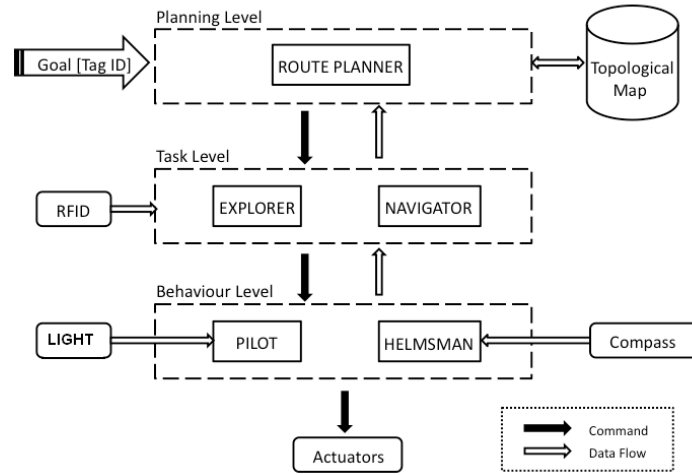 Planning Level
Goal [Tag ID]
ROUTE PLANNER
Topological
Map
Task Level
RFID
EXPLORER
NAVIGATOR
Behaviour Level
LIGHT
PILOT
HELMSMAN
Compass
Actuators
Command
Data Flow